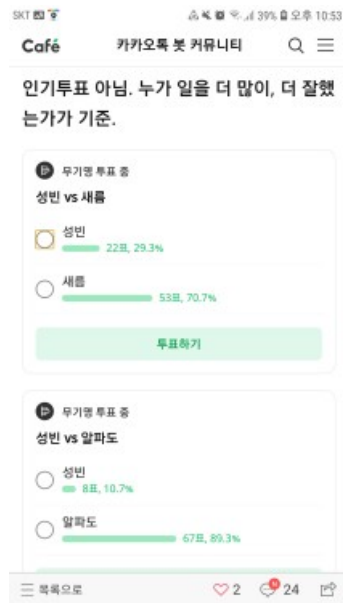 SKT
39% 오후 10:53
Café 카카오톡 봇 커뮤니티
인기투표 아님. 누가 일을 더 많이, 더 잘했
는가가 기준.
무기명 투표 중
성빈 vs 새름
성빈
22표, 29.3%
새름
53표, 70.7%
투표하기
무기명 투표 중
성빈 vs 알파도
성빈
8표, 10.7%
알파도
67표, 89.3%
목록으로 2 N 24